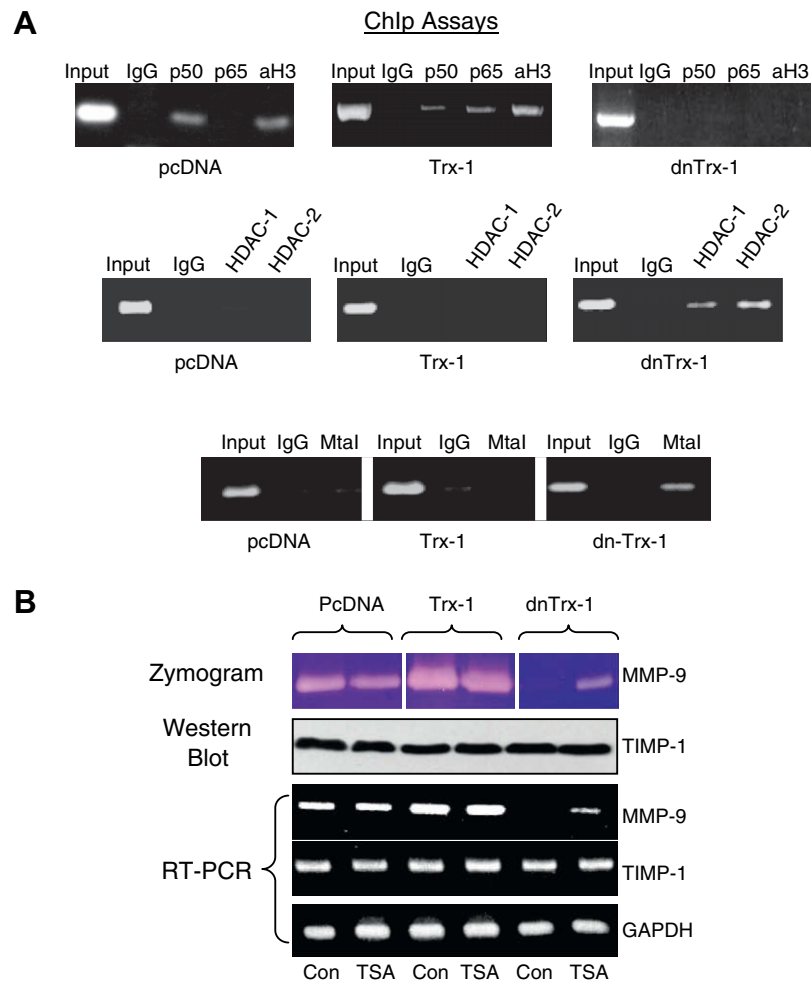 A
ChIp Assays
Input IgG p50 p65 aH3
Input IgG p50 p65 aH3
Input IgG p50 p65 aH3
pcDNA
Trx-1
dnTrx-1
Input IgG HDAC-1 HDAC-2
Input IgG HDAC-1 HDAC-2
Input IgG HDAC-1 HDAC-2
pcDNA
Trx-1
dnTrx-1
Input IgG MtaI
Input IgG MtaI
Input IgG MtaI
pcDNA
Trx-1
dn-Trx-1
B
PcDNA Trx-1 dnTrx-1
Zymogram
MMP-9
Western
Blot
TIMP-1
RT-PCR
MMP-9
TIMP-1
GAPDH
Con TSA Con TSA Con TSA